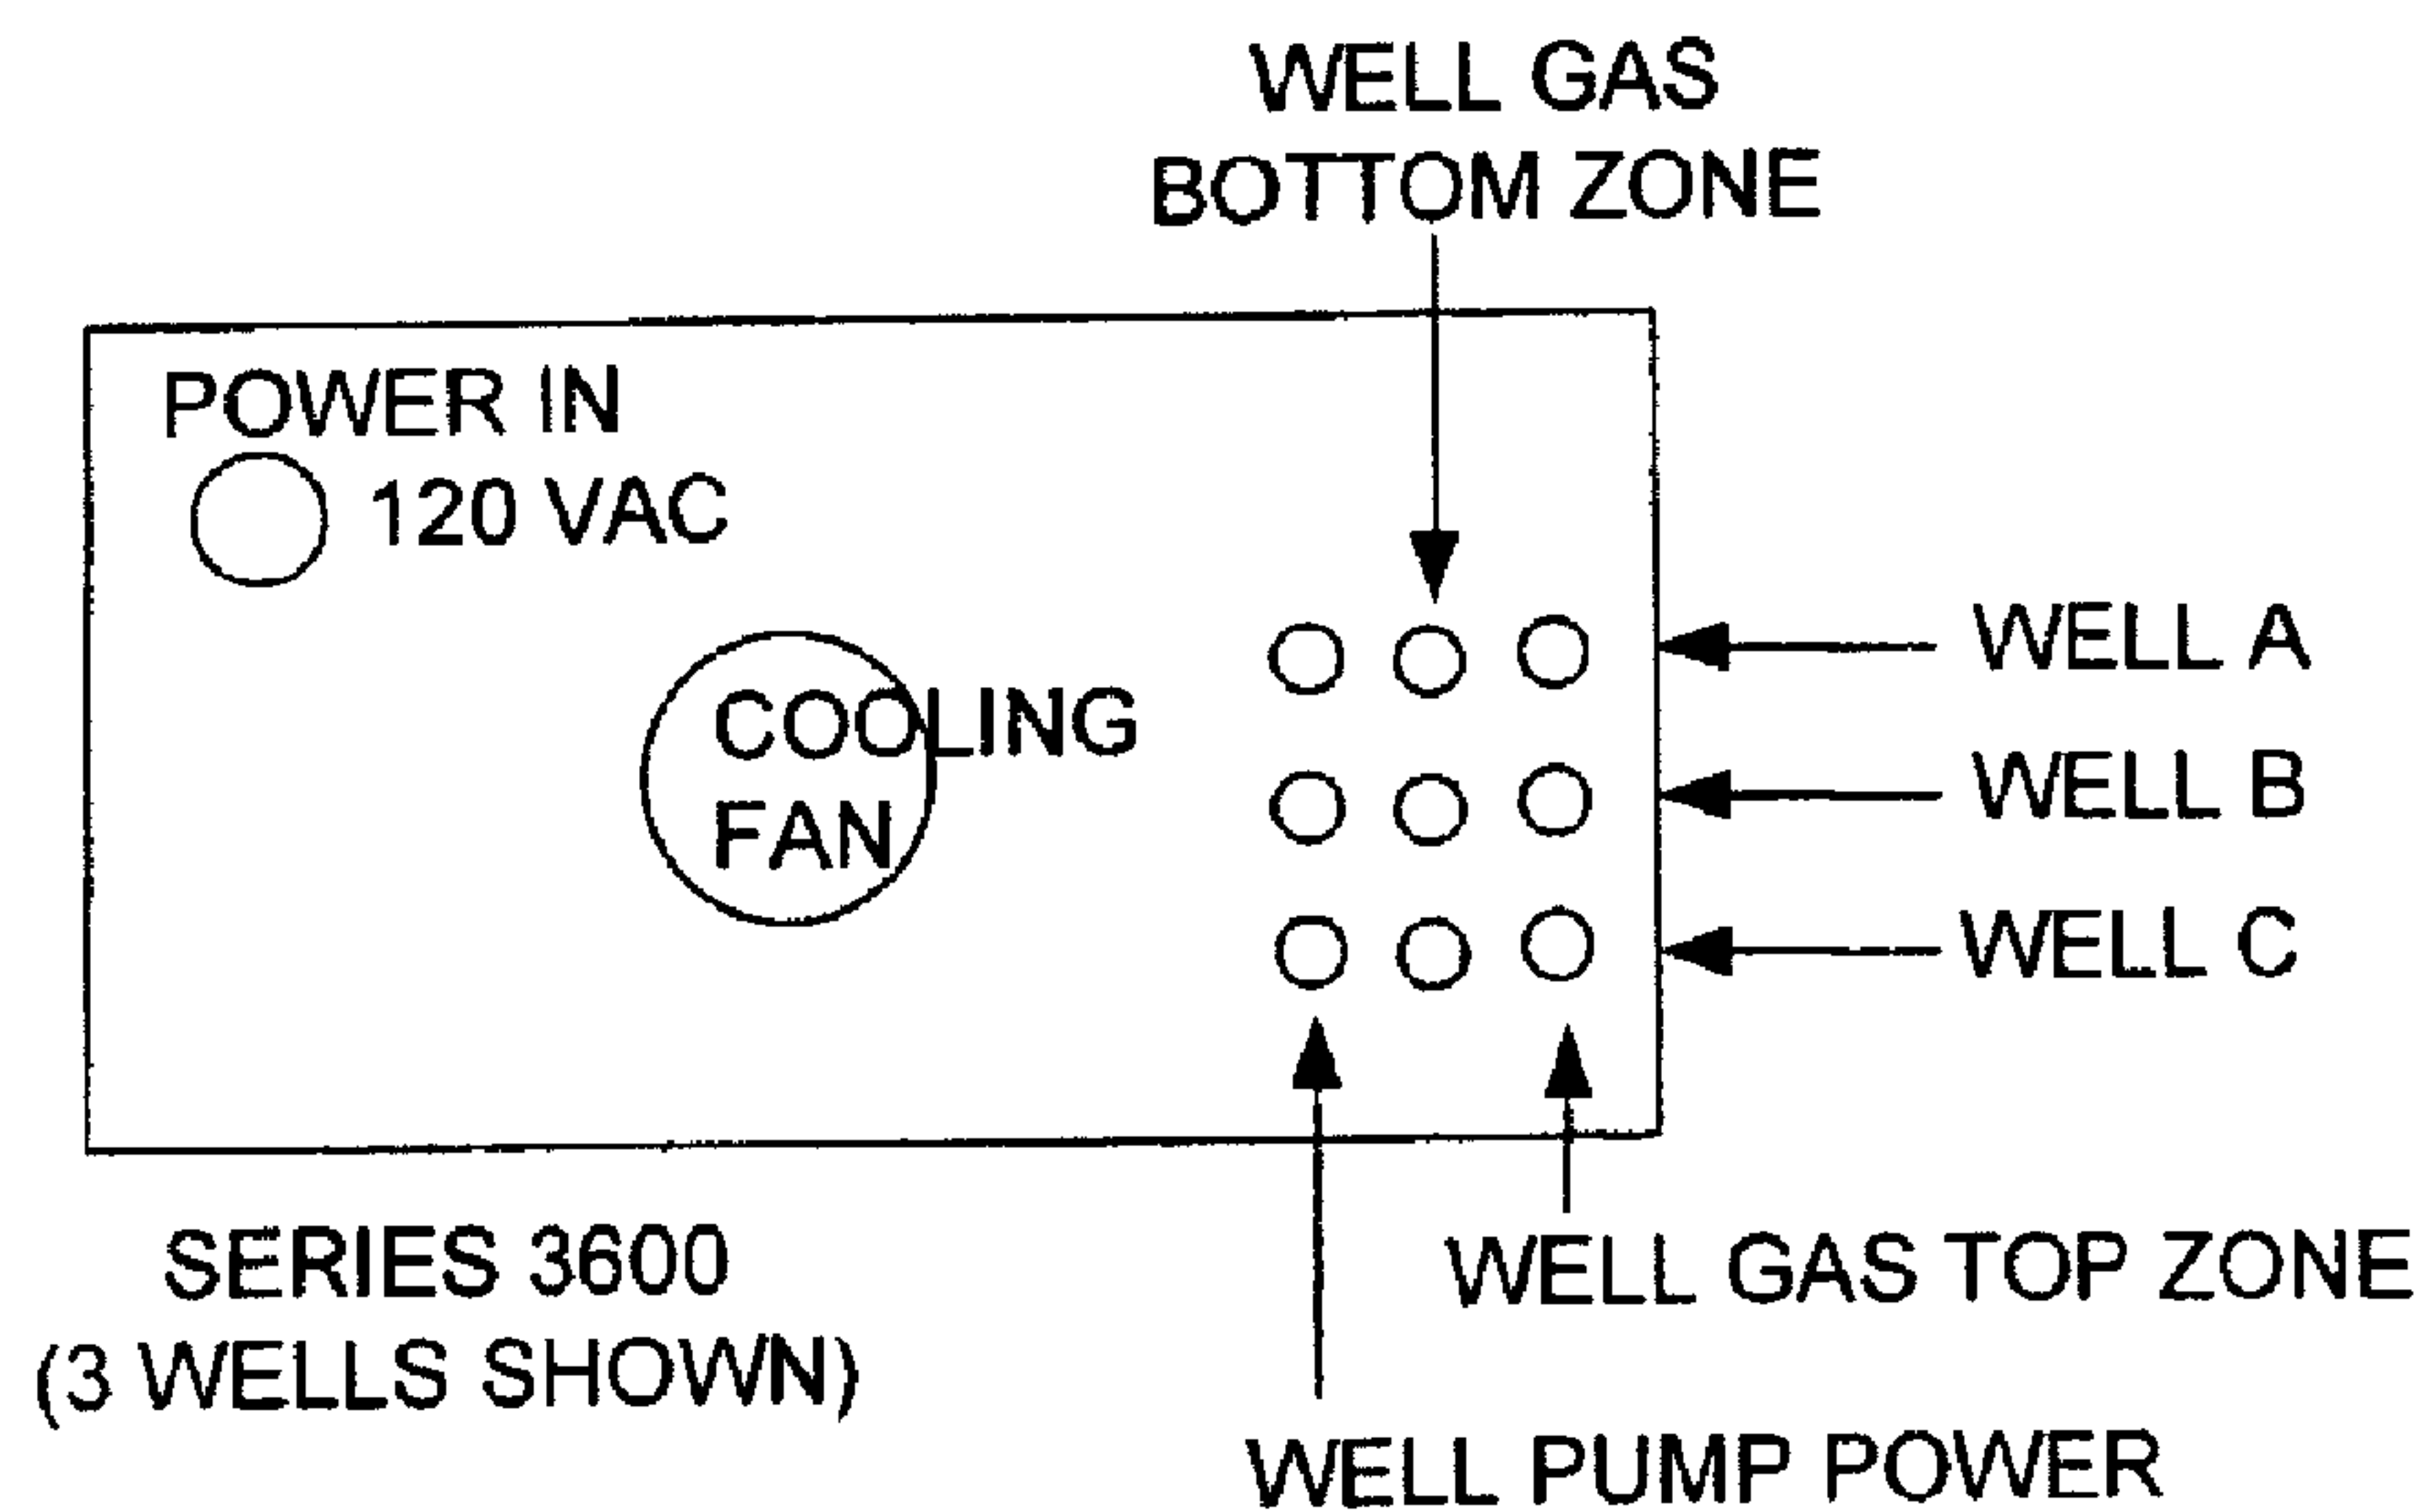 WELL GAS
BOTTOM ZONE
POWER IN
120 VAC
COOLING
FAN
WELL A
WELL B
WELL C
SERIES 3600
(3 WELLS SHOWN)
WELL GAS TOP ZONE
WELL PUMP POWER